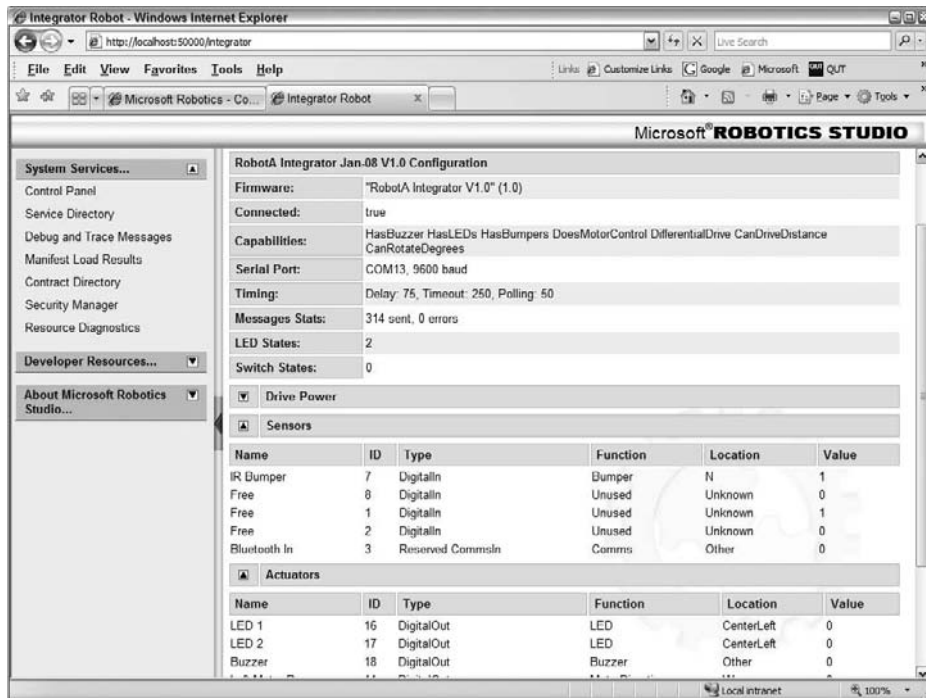 Integrator Robot - Windows Internet Explorer
http://localhost:50000/integrator
Live Search
File Edit View Favorites Tools Help
Links Customize Links Google Microsoft QUT
Microsoft Robotics - Co... Integrator Robot
Page Tools
Microsoft® ROBOTICS STUDIO
System Services...
Control Panel
Service Directory
Debug and Trace Messages
Manifest Load Results
Contract Directory
Security Manager
Resource Diagnostics
Developer Resources...
About Microsoft Robotics
Studio...
RobotA Integrator Jan-08 V1.0 Configuration
Firmware: "RobotA Integrator V1.0" (1.0)
Connected: true
Capabilities: HasBuzzer HasLEDs HasBumpers DoesMotorControl DifferentialDrive CanDriveDistance
CanRotateDegrees
Serial Port: COM13, 9600 baud
Timing: Delay: 75, Timeout: 250, Polling: 50
Messages Stats: 314 sent, 0 errors
LED States: 2
Switch States: 0
Drive Power
Sensors
Name ID Type Function Location Value
IR Bumper 7 DigitalIn Bumper N 1
Free 8 DigitalIn Unused Unknown 0
Free 1 DigitalIn Unused Unknown 1
Free 2 DigitalIn Unused Unknown 0
Bluetooth In 3 Reserved CommsIn Comms Other 0
Actuators
Name ID Type Function Location Value
LED 1 16 DigitalOut LED CenterLeft 0
LED 2 17 DigitalOut LED CenterLeft 0
Buzzer 18 DigitalOut Buzzer Other 0
Local intranet 100%